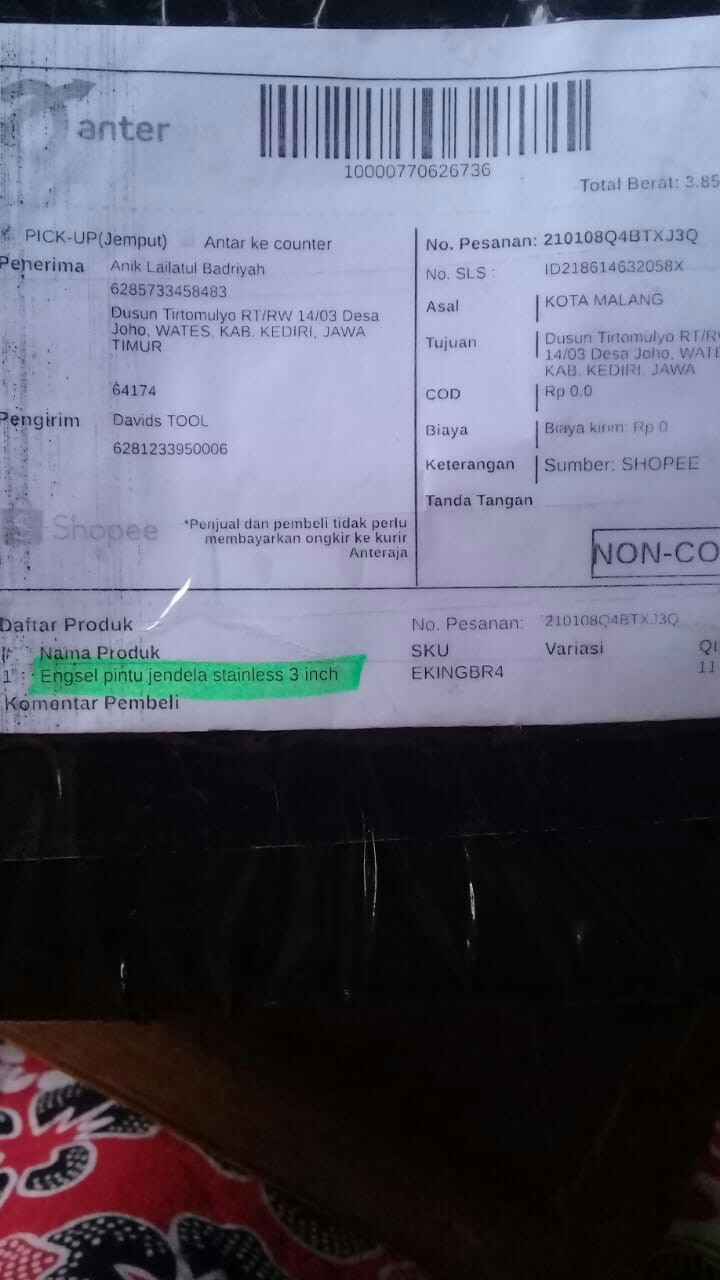 anter
10000770626736
Total Berat: 3.85
PICK-UP(Jemput) Antar ke counter
Penerima Anik Lailatul Badriyah
6285733458483
Dusun Tirtomulyo RT/RW 14/03 Desa
Joho, WATES, KAB. KEDIRI, JAWA
TIMUR
64174
Pengirim Davids TOOL
6281233950006
Shopee
*Penjual dan pembeli tidak perlu
membayarkan ongkir ke kurir
Anteraja
No. Pesanan: 210108Q4BTXJ3Q
No. SLS : ID218614632058X
Asal KOTA MALANG
Tujuan Dusun Tirtomulyo RT/R
14/03 Desa Joho, WAT
KAB. KEDIRI. JAWA
COD Rp 0.0
Biaya Biaya kirim: Rp 0
Keterangan Sumber: SHOPEE
Tanda Tangan
NON-CO
Daftar Produk No. Pesanan: 210108Q4BTXJ3Q
Nama Produk SKU Variasi
1 Engsel pintu jendela stainless 3 inch EKINGBR4 11
Komentar Pembeli